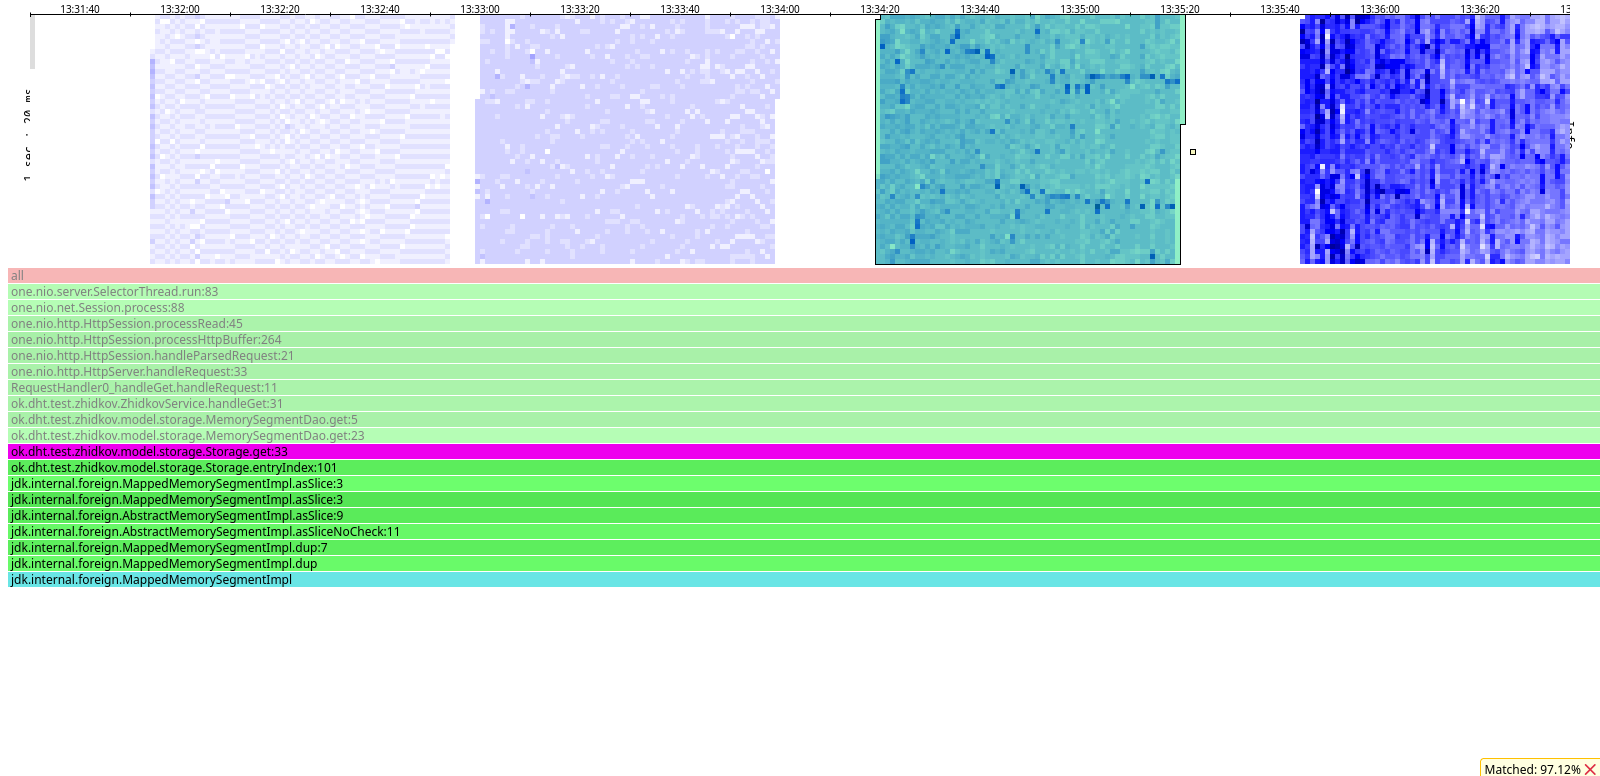 13:31:40 13:32:00 13:32:20 13:32:40 13:33:00 13:33:20 13:33:40 13:34:00 13:34:20 13:34:40 13:35:00 13:35:20 13:35:40 13:36:00 13:36:20
all
one.nio.server.SelectorThread.run:83
one.nio.net.Session.process:88
one.nio.http.HttpSession.processRead:45
one.nio.http.HttpSession.processHttpBuffer:264
one.nio.http.HttpSession.handleParsedRequest:21
one.nio.http.HttpServer.handleRequest:33
RequestHandler0_handleGet.handleRequest:11
ok.dht.test.zhidkov.ZhidkovService.handleGet:31
ok.dht.test.zhidkov.model.storage.MemorySegmentDao.get:5
ok.dht.test.zhidkov.model.storage.MemorySegmentDao.get:23
ok.dht.test.zhidkov.model.storage.Storage.get:33
ok.dht.test.zhidkov.model.storage.Storage.entryIndex:101
jdk.internal.foreign.MappedMemorySegmentImpl.asSlice:3
jdk.internal.foreign.MappedMemorySegmentImpl.asSlice:3
jdk.internal.foreign.AbstractMemorySegmentImpl.asSlice:9
jdk.internal.foreign.AbstractMemorySegmentImpl.asSliceNoCheck:11
jdk.internal.foreign.MappedMemorySegmentImpl.dup:7
jdk.internal.foreign.MappedMemorySegmentImpl.dup
jdk.internal.foreign.MappedMemorySegmentImpl
Matched: 97.12%